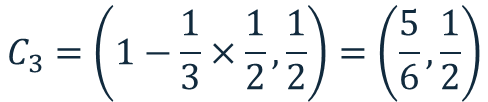 C₃ = (1 − 1/3 × 1/2, 1/2) = (5/6, 1/2)